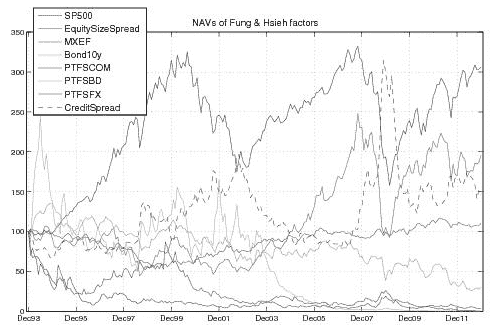 NAVs of Fung & Hsieh factors
SP500
EquitySizeSpread
MXEF
Bond10y
PTFSCOM
PTFSBD
PTFSFX
CreditSpread
350
300
250
200
150
100
50
0
Dec93 Dec95 Dec97 Dec99 Dec01 Dec03 Dec05 Dec07 Dec09 Dec11